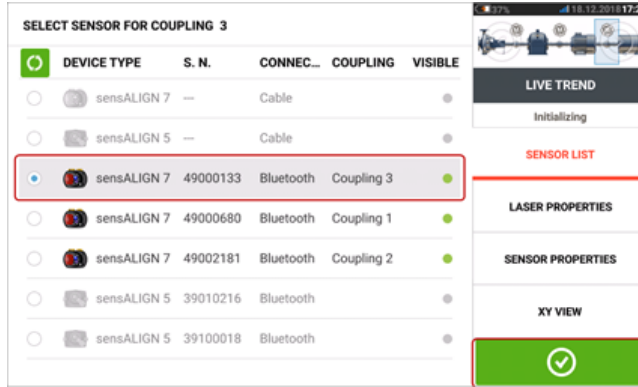 37% 18.12.2018 17:2
SELECT SENSOR FOR COUPLING 3
DEVICE TYPE S. N. CONNEC... COUPLING VISIBLE
sensALIGN 7 — Cable
sensALIGN 5 — Cable
sensALIGN 7 49000133 Bluetooth Coupling 3
sensALIGN 7 49000680 Bluetooth Coupling 1
sensALIGN 7 49002181 Bluetooth Coupling 2
sensALIGN 5 39010216 Bluetooth
sensALIGN 5 39100018 Bluetooth
LIVE TREND
Initializing
SENSOR LIST
LASER PROPERTIES
SENSOR PROPERTIES
XY VIEW